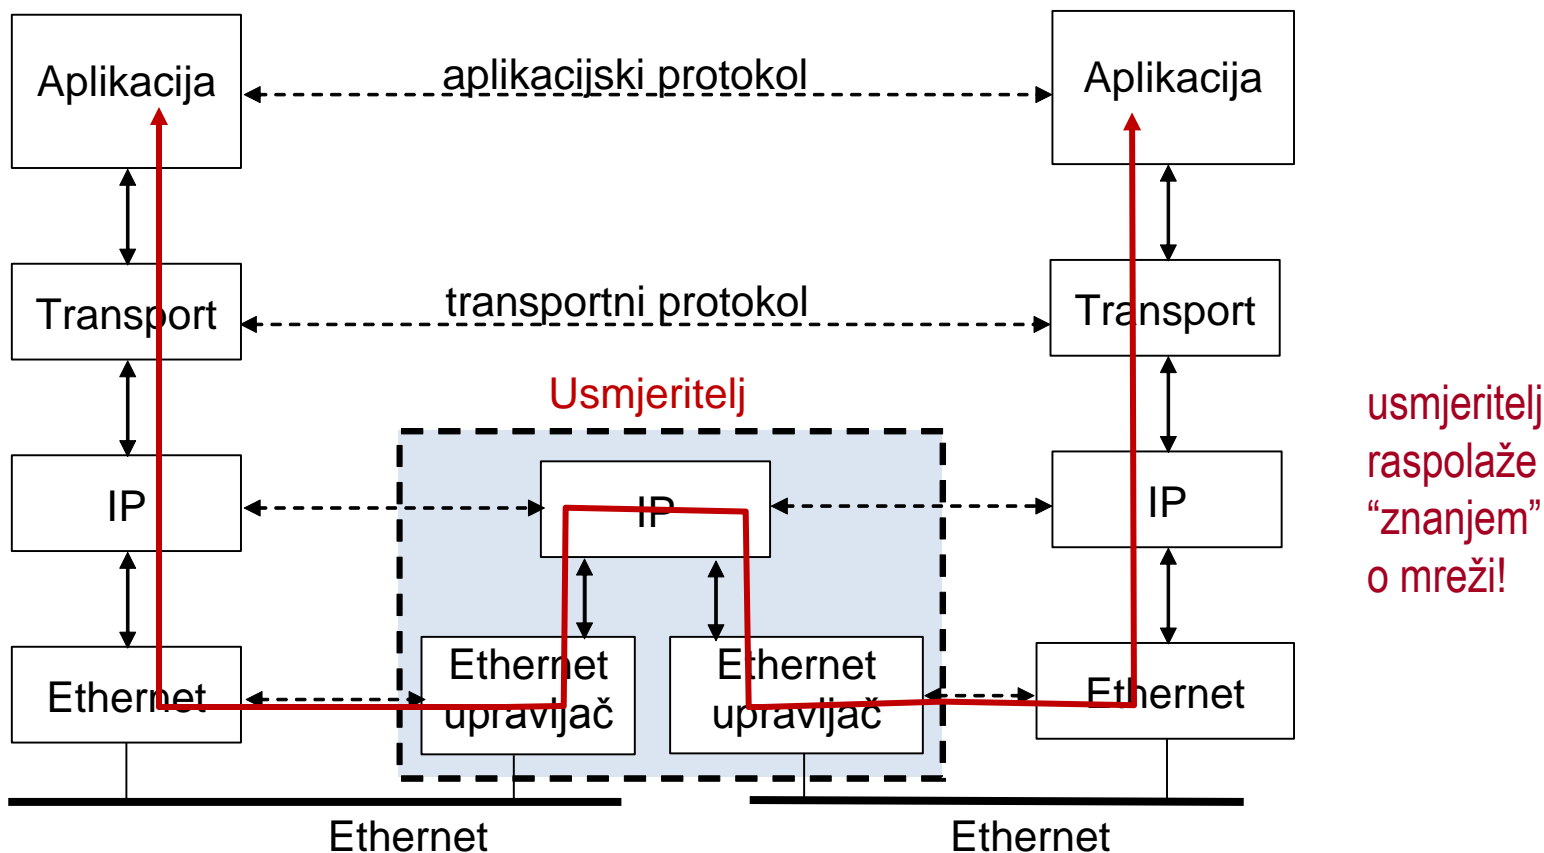 Aplikacija
aplikacijski protokol
Aplikacija
Transport
transportni protokol
Transport
Usmjeritelj
usmjeritelj
raspolaže
“znanjem”
o mreži!
IP
IP
IP
Ethernet
Ethernet
upravljač
Ethernet
upravljač
Ethernet
Ethernet
Ethernet